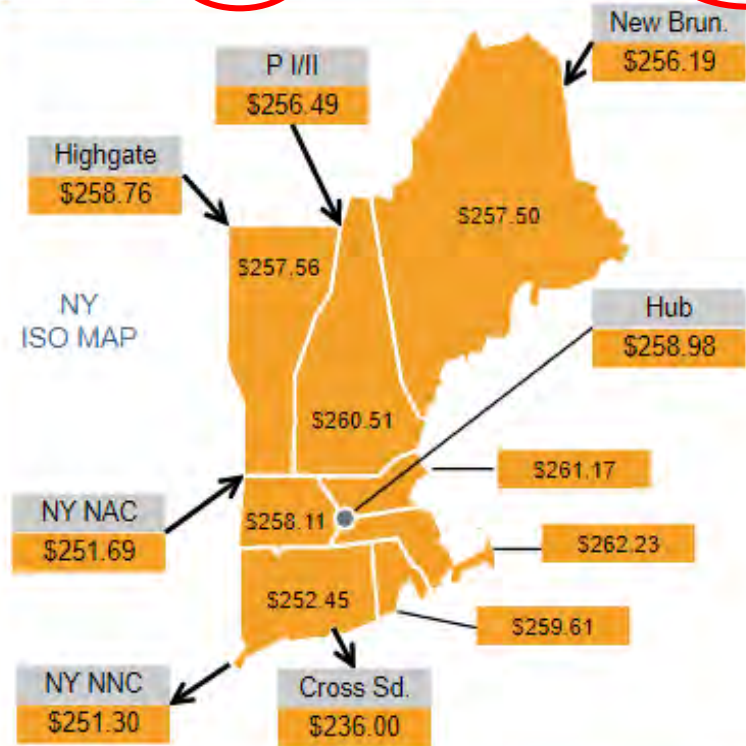 New Brun.
$256.19
P I/II
$256.49
Highgate
$258.76
$257.50
$257.56
NY
ISO MAP
Hub
$258.98
$260.51
$261.17
NY NAC
$251.69
$258.11
$262.23
$252.45
$259.61
NY NNC
$251.30
Cross Sd.
$236.00